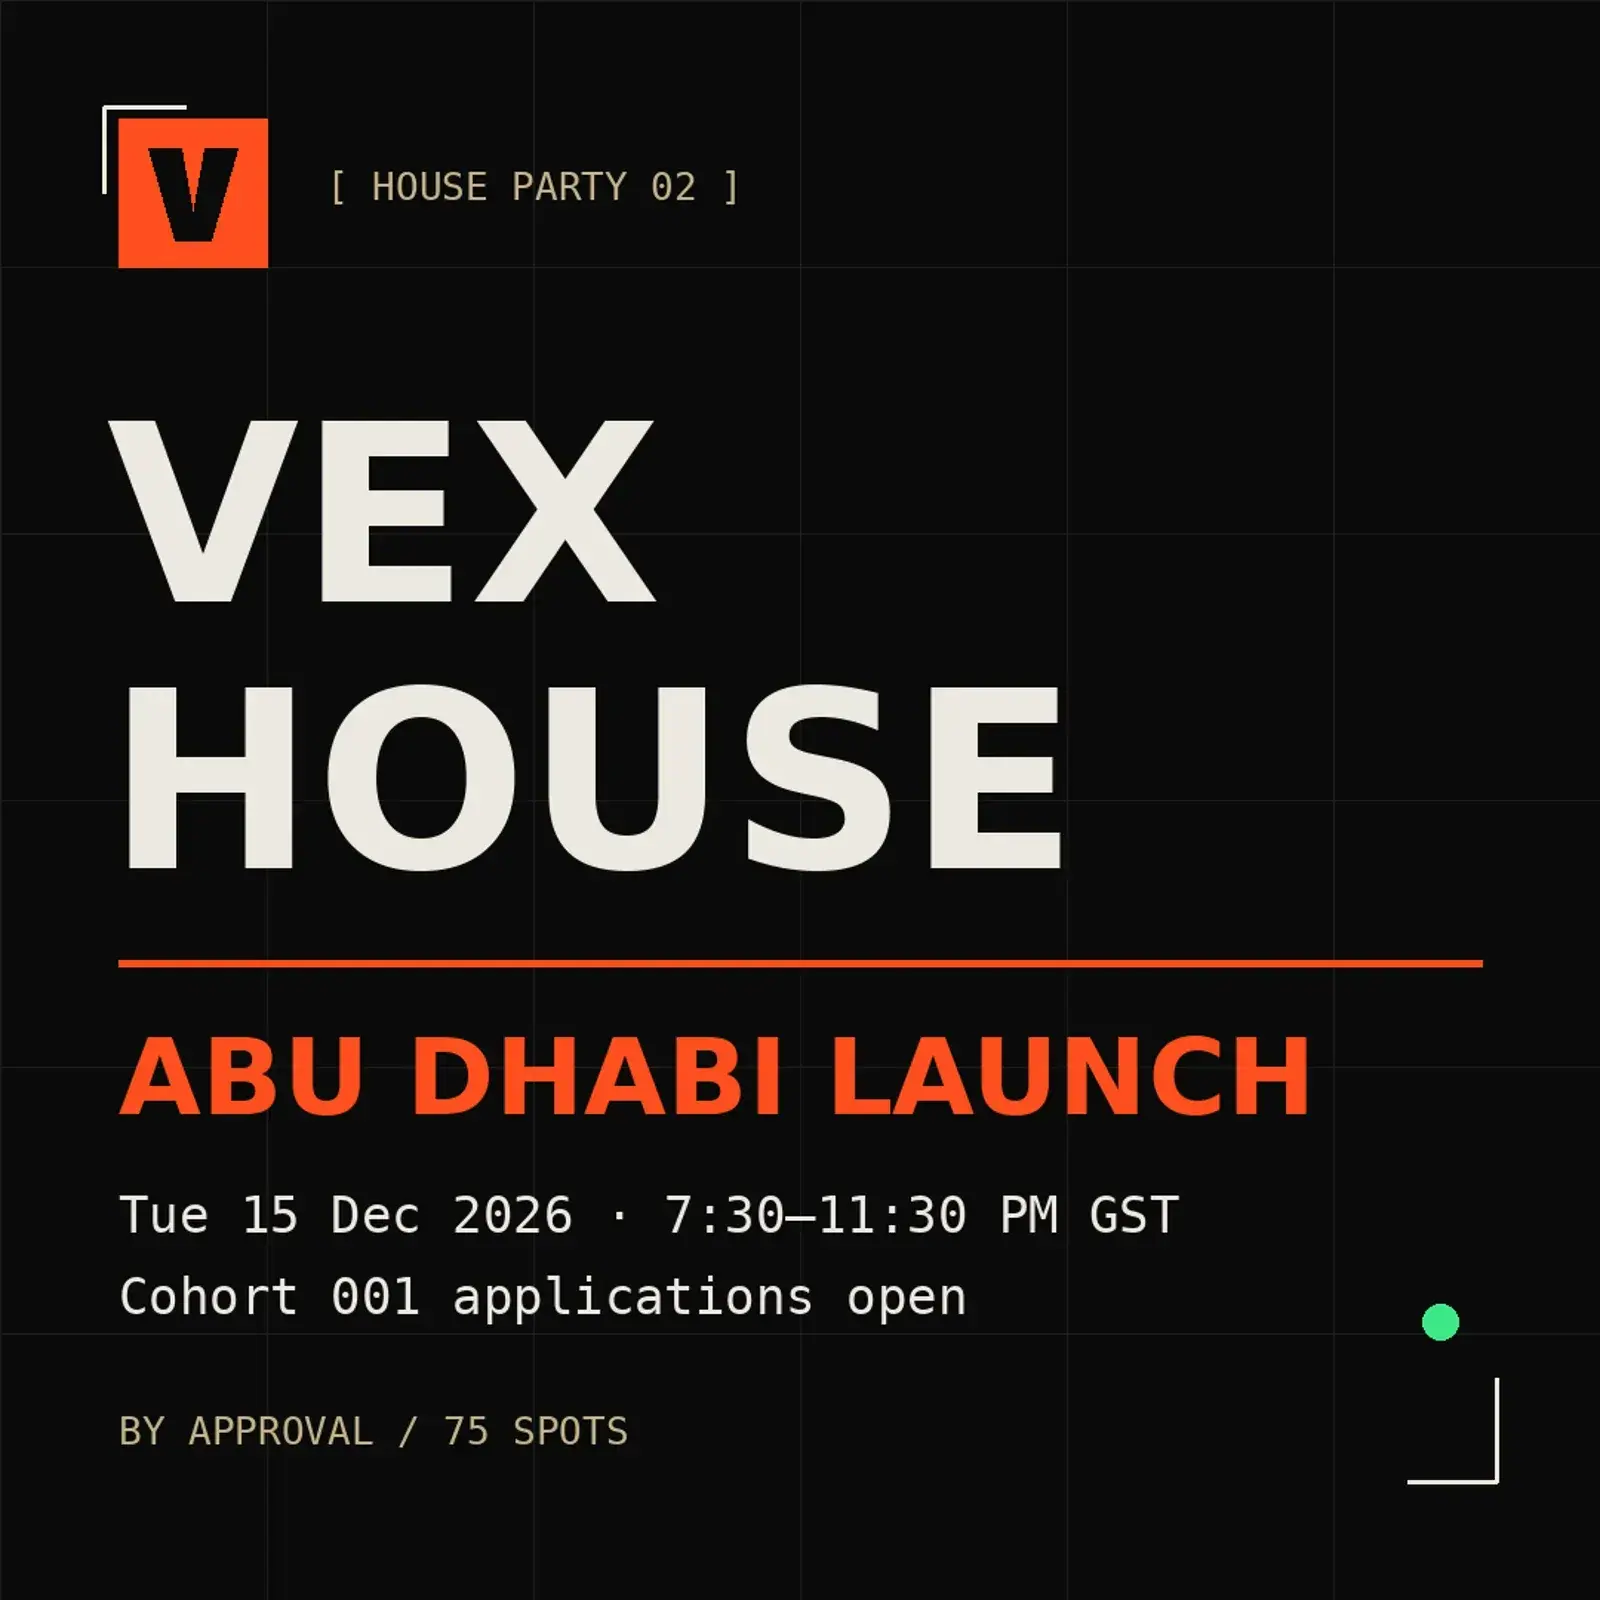 V
[ HOUSE PARTY 02 ]
VEX
HOUSE
ABU DHABI LAUNCH
Tue 15 Dec 2026 · 7:30–11:30 PM GST
Cohort 001 applications open
BY APPROVAL / 75 SPOTS